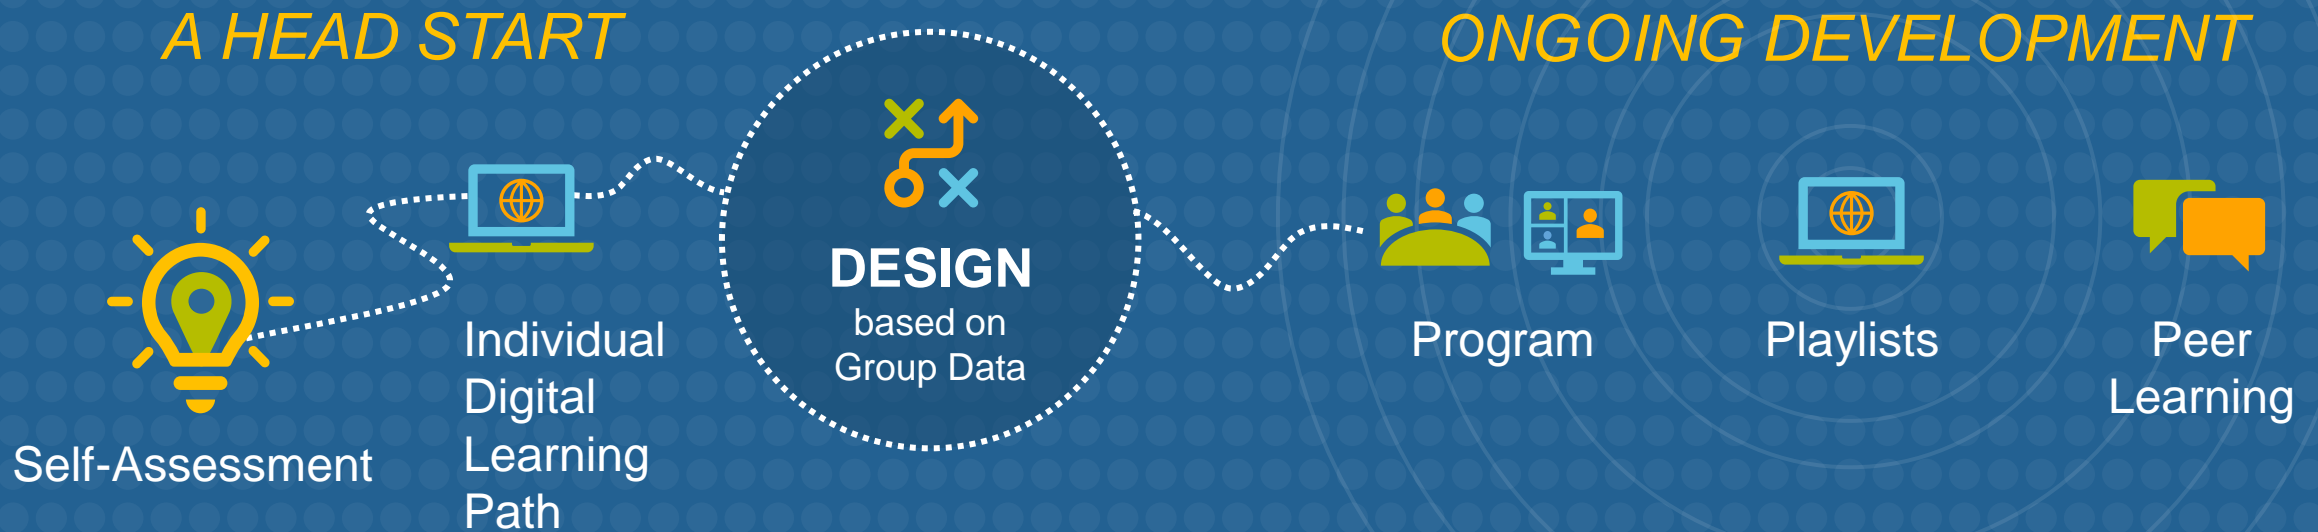 A HEAD START
ONGOING DEVELOPMENT
Self-Assessment
Individual
Digital
Learning
Path
DESIGN
based on
Group Data
Program
Playlists
Peer
Learning